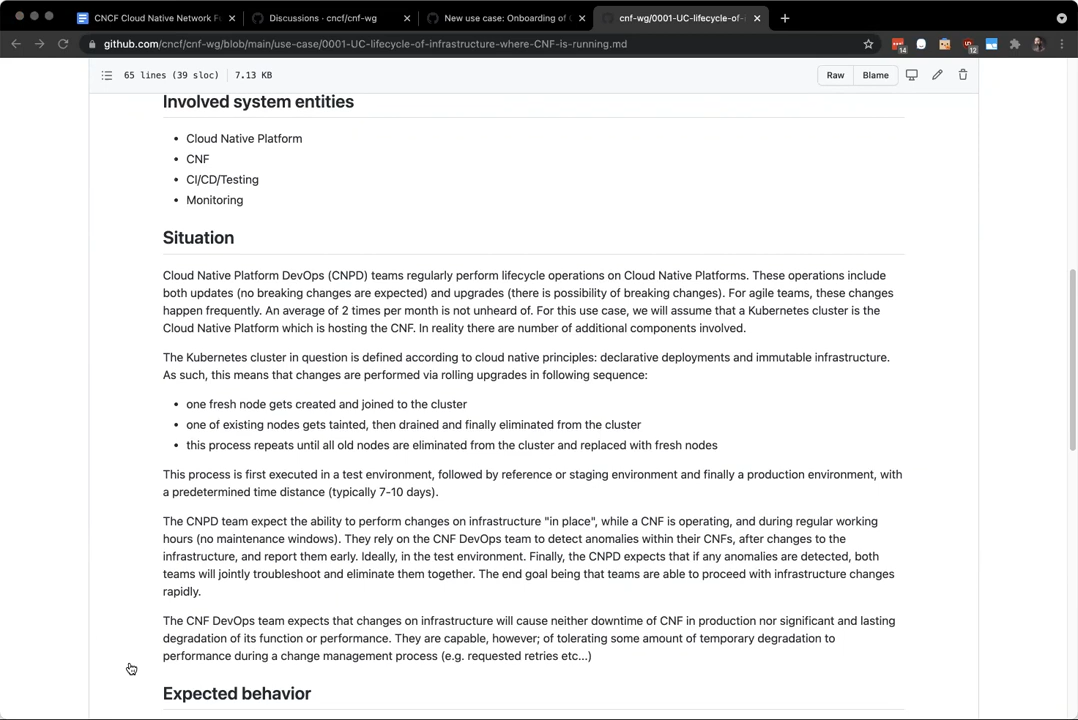 CNCF Cloud Native Network F
Discussions · cncf/cnf-wg
New use case: Onboarding of
cnf-wg/0001-UC-lifecycle-of-i
github.com/cncf/cnf-wg/blob/main/use-case/0001-UC-lifecycle-of-infrastructure-where-CNF-is-running.md
14
12
65 lines (39 sloc)
7.13 KB
Raw
Blame
Involved system entities
• Cloud Native Platform
• CNF
• CI/CD/Testing
• Monitoring
Situation
Cloud Native Platform DevOps (CNPD) teams regularly perform lifecycle operations on Cloud Native Platforms. These operations include
both updates (no breaking changes are expected) and upgrades (there is possibility of breaking changes). For agile teams, these changes
happen frequently. An average of 2 times per month is not unheard of. For this use case, we will assume that a Kubernetes cluster is the
Cloud Native Platform which is hosting the CNF. In reality there are number of additional components involved.
The Kubernetes cluster in question is defined according to cloud native principles: declarative deployments and immutable infrastructure.
As such, this means that changes are performed via rolling upgrades in following sequence:
• one fresh node gets created and joined to the cluster
• one of existing nodes gets tainted, then drained and finally eliminated from the cluster
• this process repeats until all old nodes are eliminated from the cluster and replaced with fresh nodes
This process is first executed in a test environment, followed by reference or staging environment and finally a production environment, with
a predetermined time distance (typically 7-10 days).
The CNPD team expect the ability to perform changes on infrastructure "in place", while a CNF is operating, and during regular working
hours (no maintenance windows). They rely on the CNF DevOps team to detect anomalies within their CNFs, after changes to the
infrastructure, and report them early. Ideally, in the test environment. Finally, the CNPD expects that if any anomalies are detected, both
teams will jointly troubleshoot and eliminate them together. The end goal being that teams are able to proceed with infrastructure changes
rapidly.
The CNF DevOps team expects that changes on infrastructure will cause neither downtime of CNF in production nor significant and lasting
degradation of its function or performance. They are capable, however; of tolerating some amount of temporary degradation to
performance during a change management process (e.g. requested retries etc...)
Expected behavior